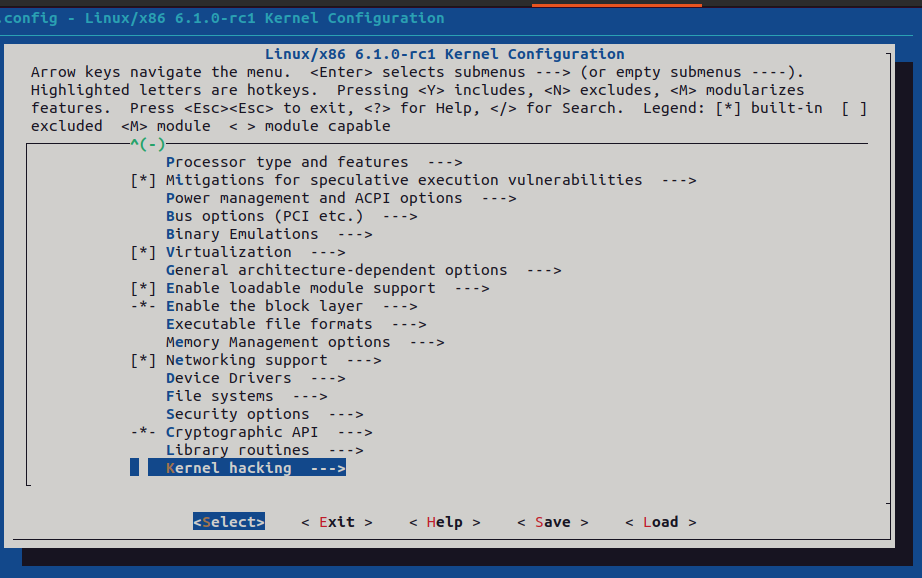 .config - Linux/x86 6.1.0-rc1 Kernel Configuration
Linux/x86 6.1.0-rc1 Kernel Configuration
Arrow keys navigate the menu.  <Enter> selects submenus ---> (or empty submenus ----).
Highlighted letters are hotkeys.  Pressing <Y> includes, <N> excludes, <M> modularizes
features.  Press <Esc><Esc> to exit, <?> for Help, </> for Search.  Legend: [*] built-in  [ ]
excluded  <M> module  < > module capable
^(-)
Processor type and features  --->
[*] Mitigations for speculative execution vulnerabilities  --->
Power management and ACPI options  --->
Bus options (PCI etc.)  --->
Binary Emulations  --->
[*] Virtualization  --->
General architecture-dependent options  --->
[*] Enable loadable module support  --->
-*- Enable the block layer  --->
Executable file formats  --->
Memory Management options  --->
[*] Networking support  --->
Device Drivers  --->
File systems  --->
Security options  --->
-*- Cryptographic API  --->
Library routines  --->
Kernel hacking  --->
<Select>    < Exit >    < Help >    < Save >    < Load >